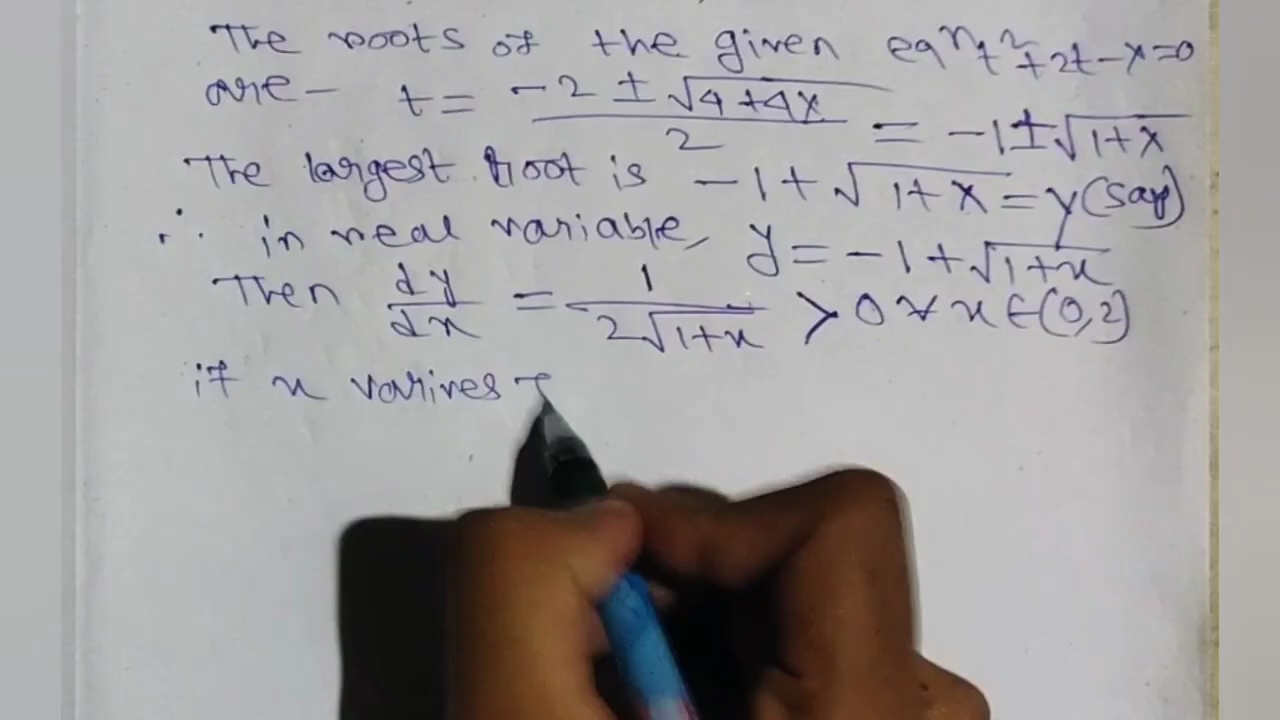 The roots of the given eqⁿ t²+2t-x=0
are- t = (-2 ± √(4+4X))/2 = -1±√(1+X)
The largest root is -1+√(1+X) = Y(say)
∴ in real variable, y = -1+√(1+x)
Then dy/dx = 1/(2√(1+x)) > 0 ∀ x ∈ (0,2)
if x varives